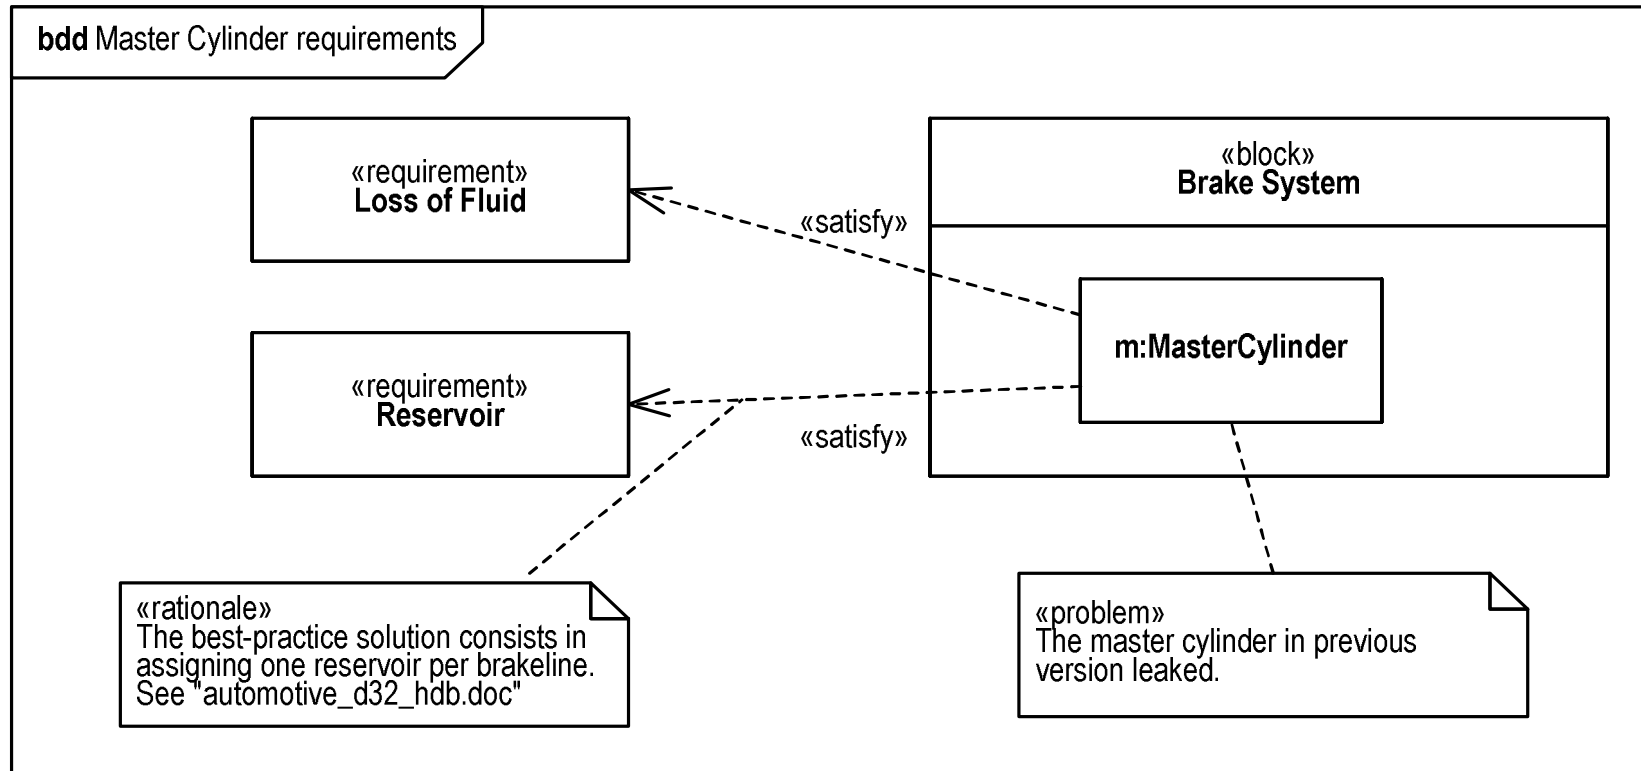 bdd Master Cylinder requirements
«requirement»
Loss of Fluid
«satisfy»
«block»
Brake System
m:MasterCylinder
«requirement»
Reservoir
«satisfy»
«rationale»
The best-practice solution consists in
assigning one reservoir per brakeline.
See "automotive_d32_hdb.doc"
«problem»
The master cylinder in previous
version leaked.